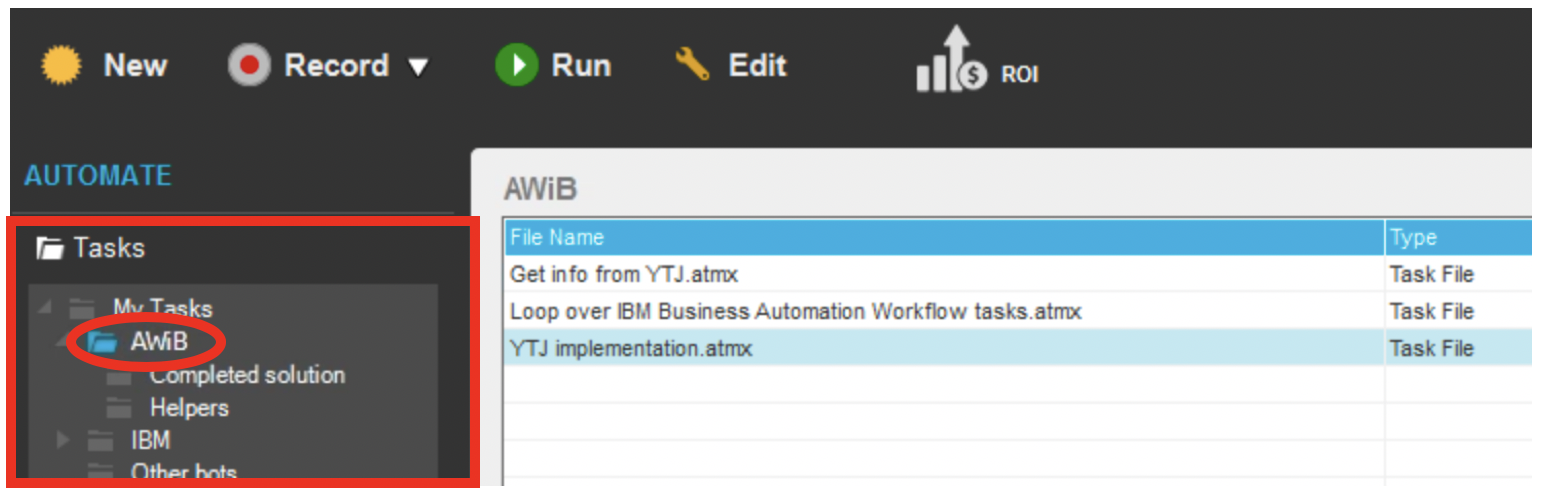 New Record Run Edit ROI
AUTOMATE
Tasks
My Tasks
AWiB
Completed solution
Helpers
IBM
Other bots
AWiB
File Name Type
Get info from YTJ.atmx Task File
Loop over IBM Business Automation Workflow tasks.atmx Task File
YTJ implementation.atmx Task File